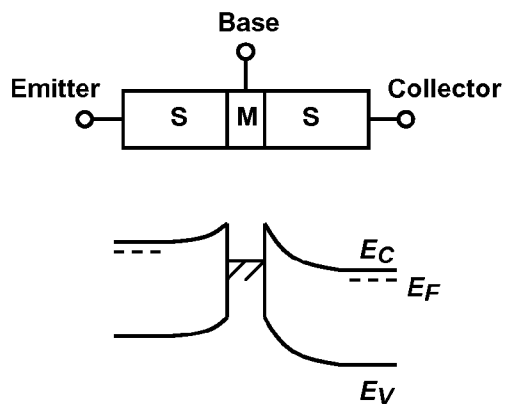 Base
Emitter
Collector
S M S
E_C
E_F
E_V